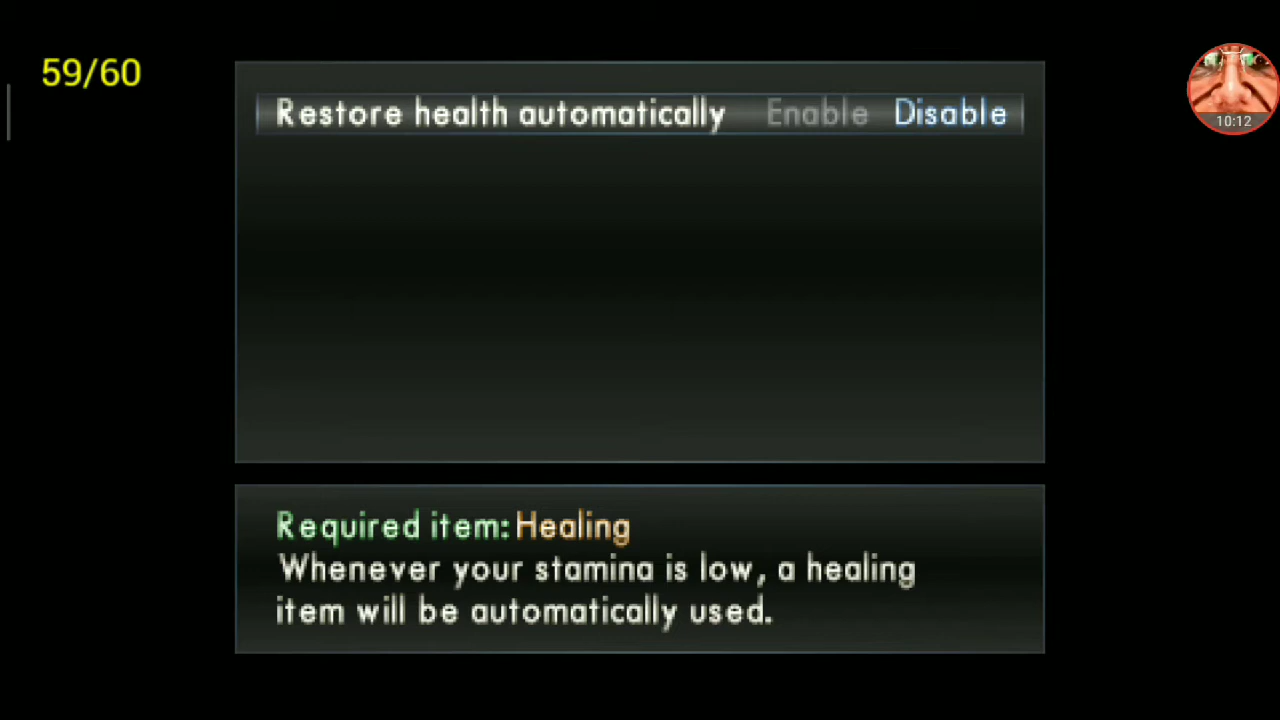 59/60
Restore health automatically Enable Disable
10:12
Required item: Healing
Whenever your stamina is low, a healing
item will be automatically used.